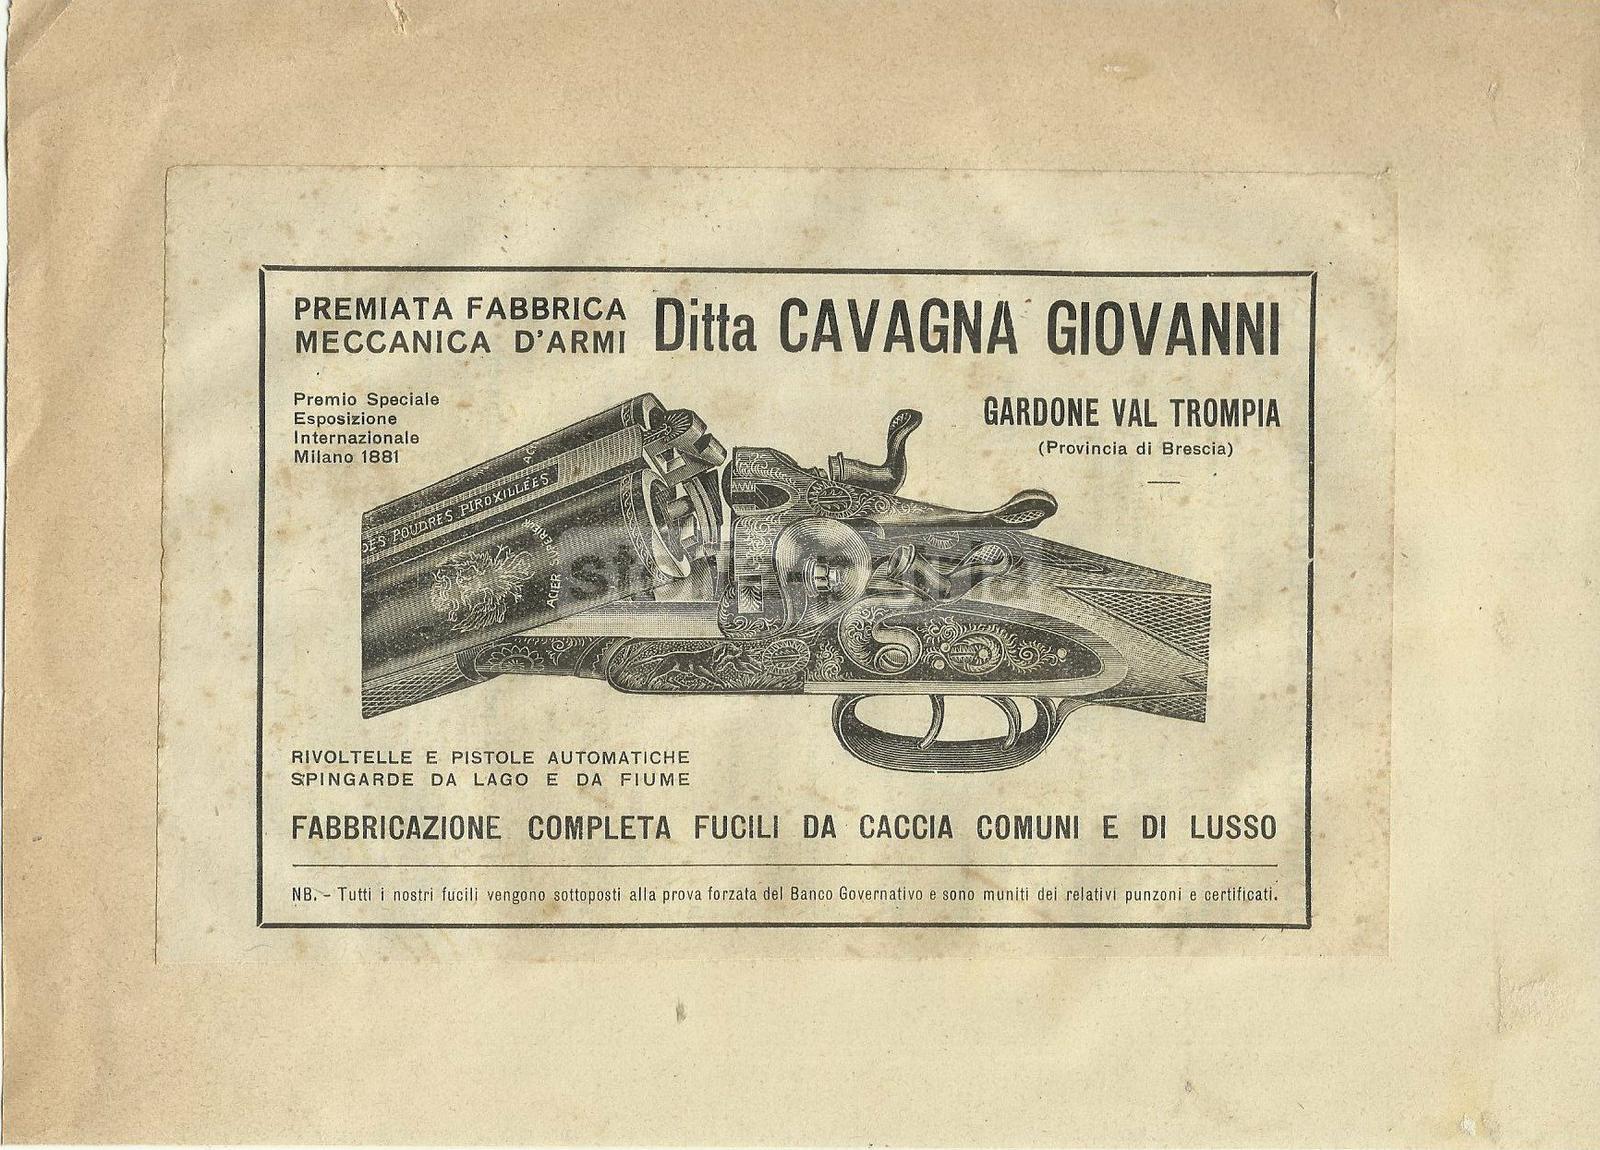 PREMIATA FABBRICA
MECCANICA D'ARMI
Ditta CAVAGNA GIOVANNI
Premio Speciale
Esposizione
Internazionale
Milano 1881
GARDONE VAL TROMPIA
(Provincia di Brescia)
DES POUDRES PIROXILLÉES
ACIER SUPERIEUR
RIVOLTELLE E PISTOLE AUTOMATICHE
SPINGARDE DA LAGO E DA FIUME
FABBRICAZIONE COMPLETA FUCILI DA CACCIA COMUNI E DI LUSSO
NB. - Tutti i nostri fucili vengono sottoposti alla prova forzata del Banco Governativo e sono muniti dei relativi punzoni e certificati.